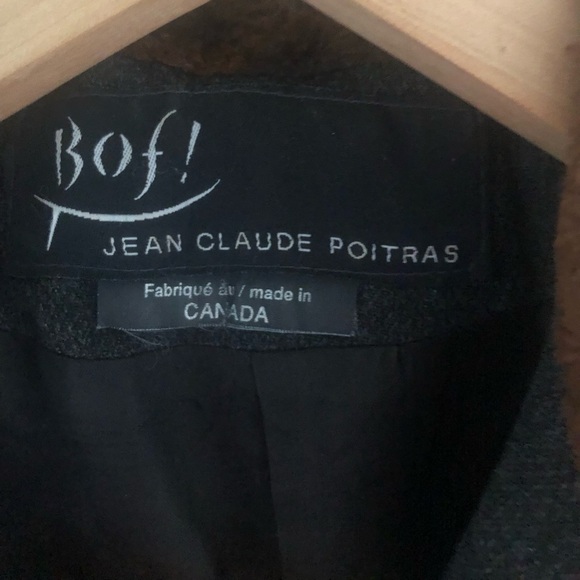 Bof!
JEAN CLAUDE POITRAS
Fabriqué au / made in
CANADA